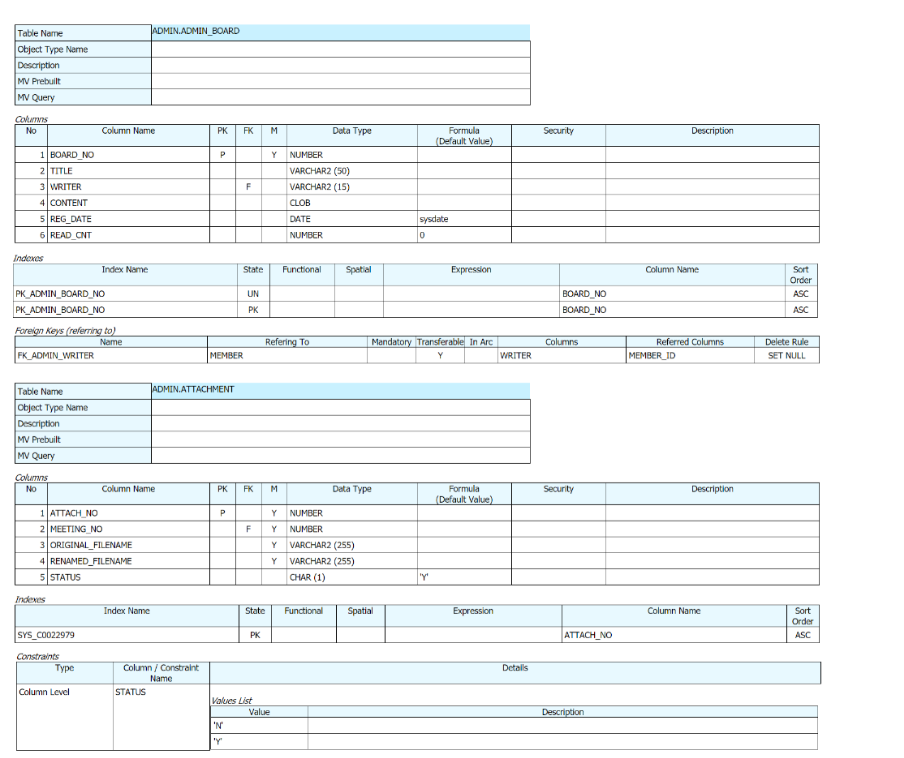 Table Name ADMIN.ADMIN_BOARD
Object Type Name
Description
MV Prebuilt
MV Query
Columns
No Column Name PK FK M Data Type Formula (Default Value) Security Description
1 BOARD_NO P Y NUMBER
2 TITLE VARCHAR2 (50)
3 WRITER F VARCHAR2 (15)
4 CONTENT CLOB
5 REG_DATE DATE sysdate
6 READ_CNT NUMBER 0
Indexes
Index Name State Functional Spatial Expression Column Name Sort Order
PK_ADMIN_BOARD_NO UN BOARD_NO ASC
PK_ADMIN_BOARD_NO PK BOARD_NO ASC
Foreign Keys (referring to)
Name Refering To Mandatory Transferable In Arc Columns Referred Columns Delete Rule
FK_ADMIN_WRITER MEMBER Y WRITER MEMBER_ID SET NULL
Table Name ADMIN.ATTACHMENT
Object Type Name
Description
MV Prebuilt
MV Query
Columns
No Column Name PK FK M Data Type Formula (Default Value) Security Description
1 ATTACH_NO P Y NUMBER
2 MEETING_NO F Y NUMBER
3 ORIGINAL_FILENAME Y VARCHAR2 (255)
4 RENAMED_FILENAME Y VARCHAR2 (255)
5 STATUS CHAR (1) 'Y'
Indexes
Index Name State Functional Spatial Expression Column Name Sort Order
SYS_C0022979 PK ATTACH_NO ASC
Constraints
Type Column / Constraint Name Details
Column Level STATUS
Values List
Value Description
'N'
'Y'